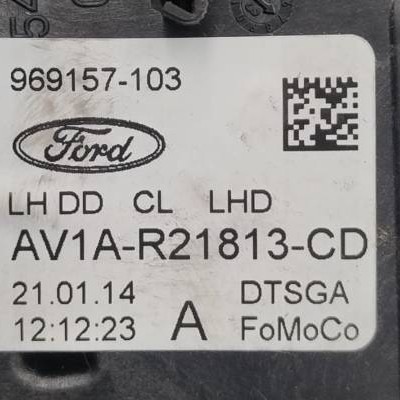 969157-103
Ford
LH DD CL LHD
AV1A-R21813-CD
21.01.14 DTSGA
12:12:23 A FoMoCo